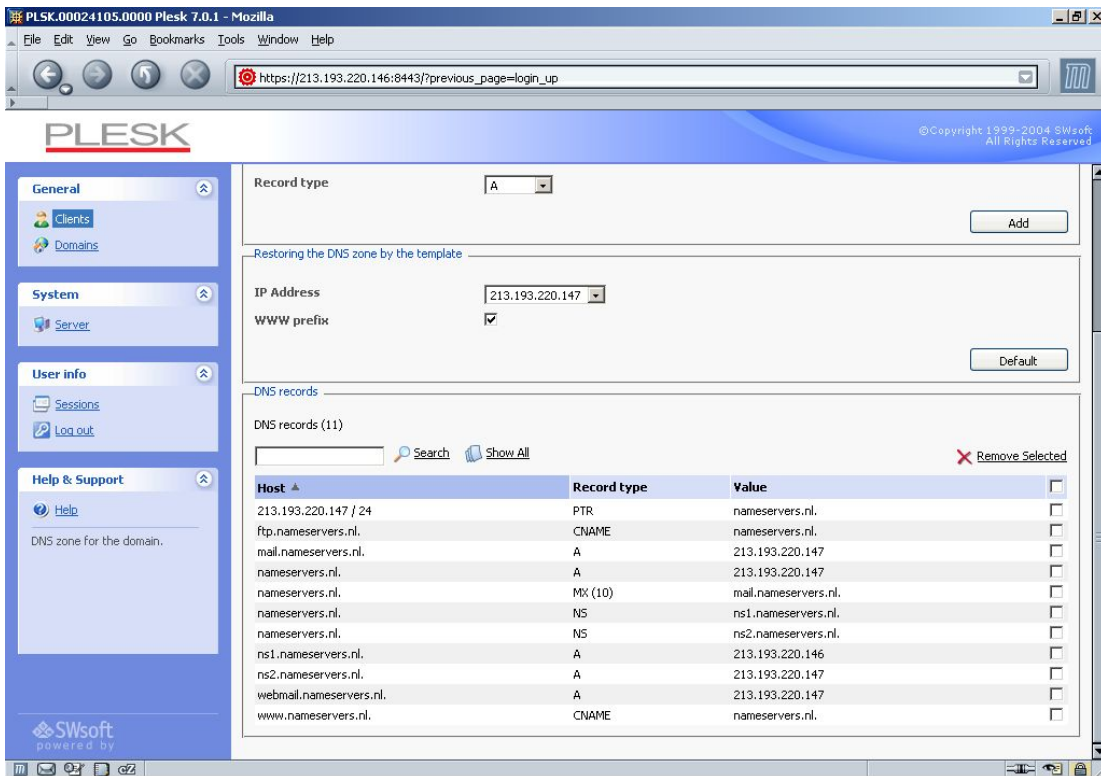 PLSK.00024105.0000 Plesk 7.0.1 - Mozilla
File Edit View Go Bookmarks Tools Window Help
https://213.193.220.146:8443/?previous_page=login_up
PLESK
©Copyright 1999-2004 SWsoft
All Rights Reserved
General
Clients
Domains
System
Server
User info
Sessions
Log out
Help & Support
Help
DNS zone for the domain.
SWsoft
powered by
Record type A
Add
Restoring the DNS zone by the template
IP Address 213.193.220.147
WWW prefix
Default
DNS records
DNS records (11)
Search Show All Remove Selected
Host Record type Value
213.193.220.147 / 24 PTR nameservers.nl.
ftp.nameservers.nl. CNAME nameservers.nl.
mail.nameservers.nl. A 213.193.220.147
nameservers.nl. A 213.193.220.147
nameservers.nl. MX (10) mail.nameservers.nl.
nameservers.nl. NS ns1.nameservers.nl.
nameservers.nl. NS ns2.nameservers.nl.
ns1.nameservers.nl. A 213.193.220.146
ns2.nameservers.nl. A 213.193.220.147
webmail.nameservers.nl. A 213.193.220.147
www.nameservers.nl. CNAME nameservers.nl.